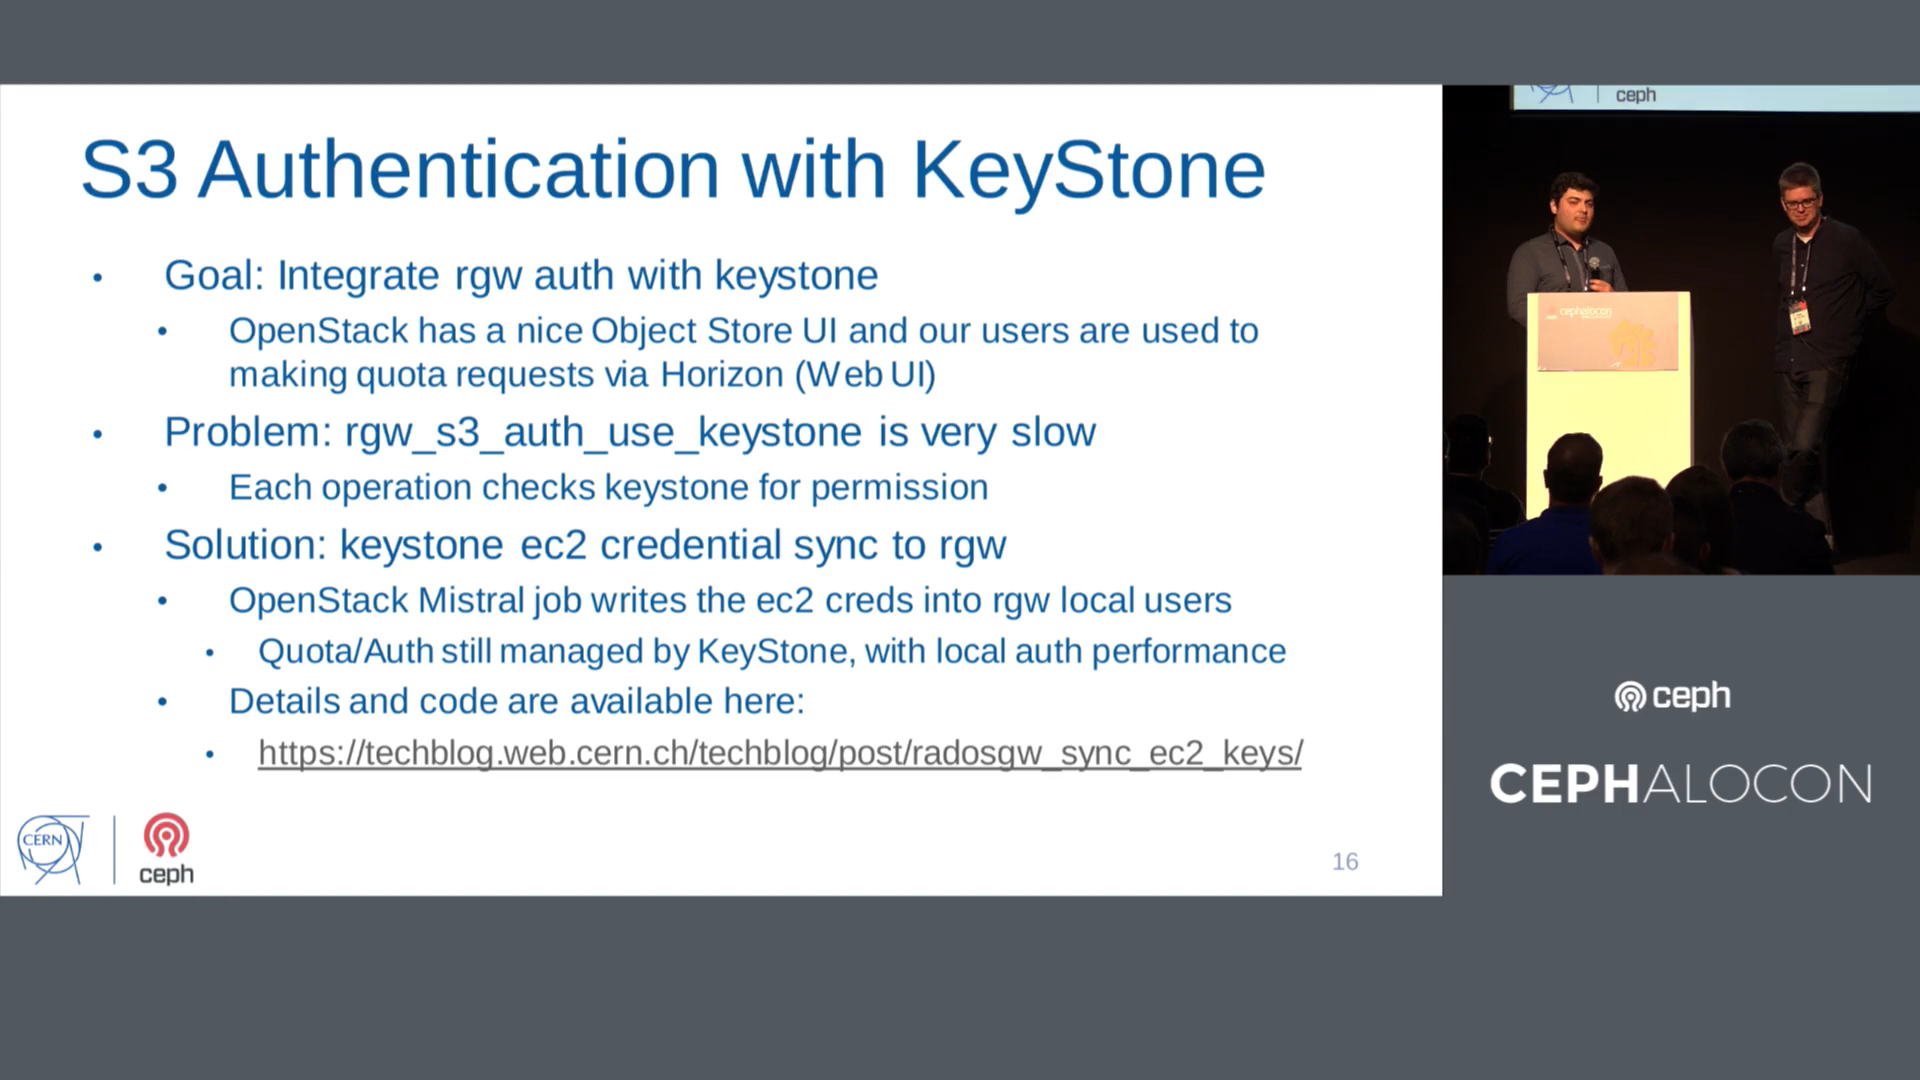 S3 Authentication with KeyStone
• Goal: Integrate rgw auth with keystone
• OpenStack has a nice Object Store UI and our users are used to
making quota requests via Horizon (Web UI)
• Problem: rgw_s3_auth_use_keystone is very slow
• Each operation checks keystone for permission
• Solution: keystone ec2 credential sync to rgw
• OpenStack Mistral job writes the ec2 creds into rgw local users
• Quota/Auth still managed by KeyStone, with local auth performance
• Details and code are available here:
• https://techblog.web.cern.ch/techblog/post/radosgw_sync_ec2_keys/
CERN
ceph
16
ceph
cephalocon
ceph
CEPHALOCON